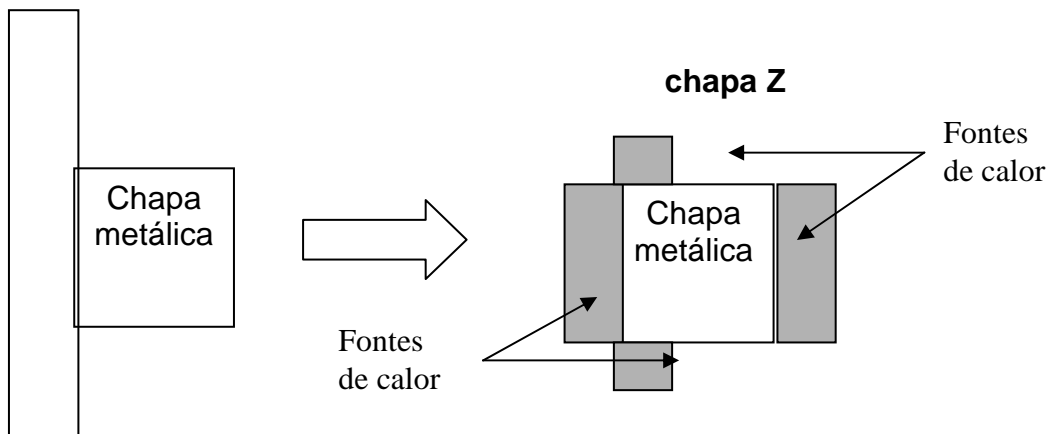 chapa Z
Chapa
metálica
Chapa
metálica
Fontes
de calor
Fontes
de calor